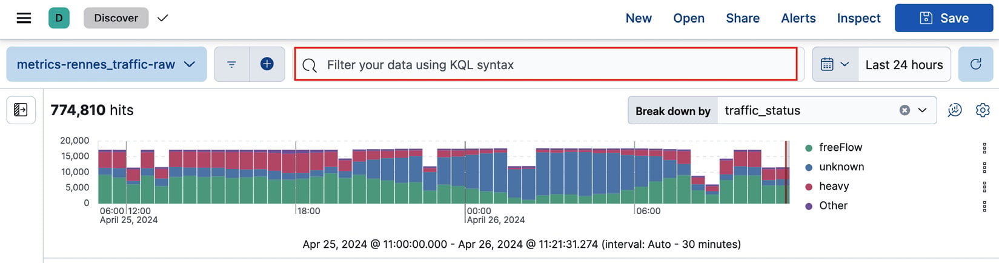 D Discover New Open Share Alerts Inspect Save
metrics-rennes_traffic-raw Filter your data using KQL syntax Last 24 hours
774,810 hits Break down by traffic_status
20,000
15,000
10,000
5,000
0
06:00 12:00 18:00 00:00 06:00
April 25, 2024 April 26, 2024
freeFlow
unknown
heavy
Other
Apr 25, 2024 @ 11:00:00.000 - Apr 26, 2024 @ 11:21:31.274 (interval: Auto - 30 minutes)